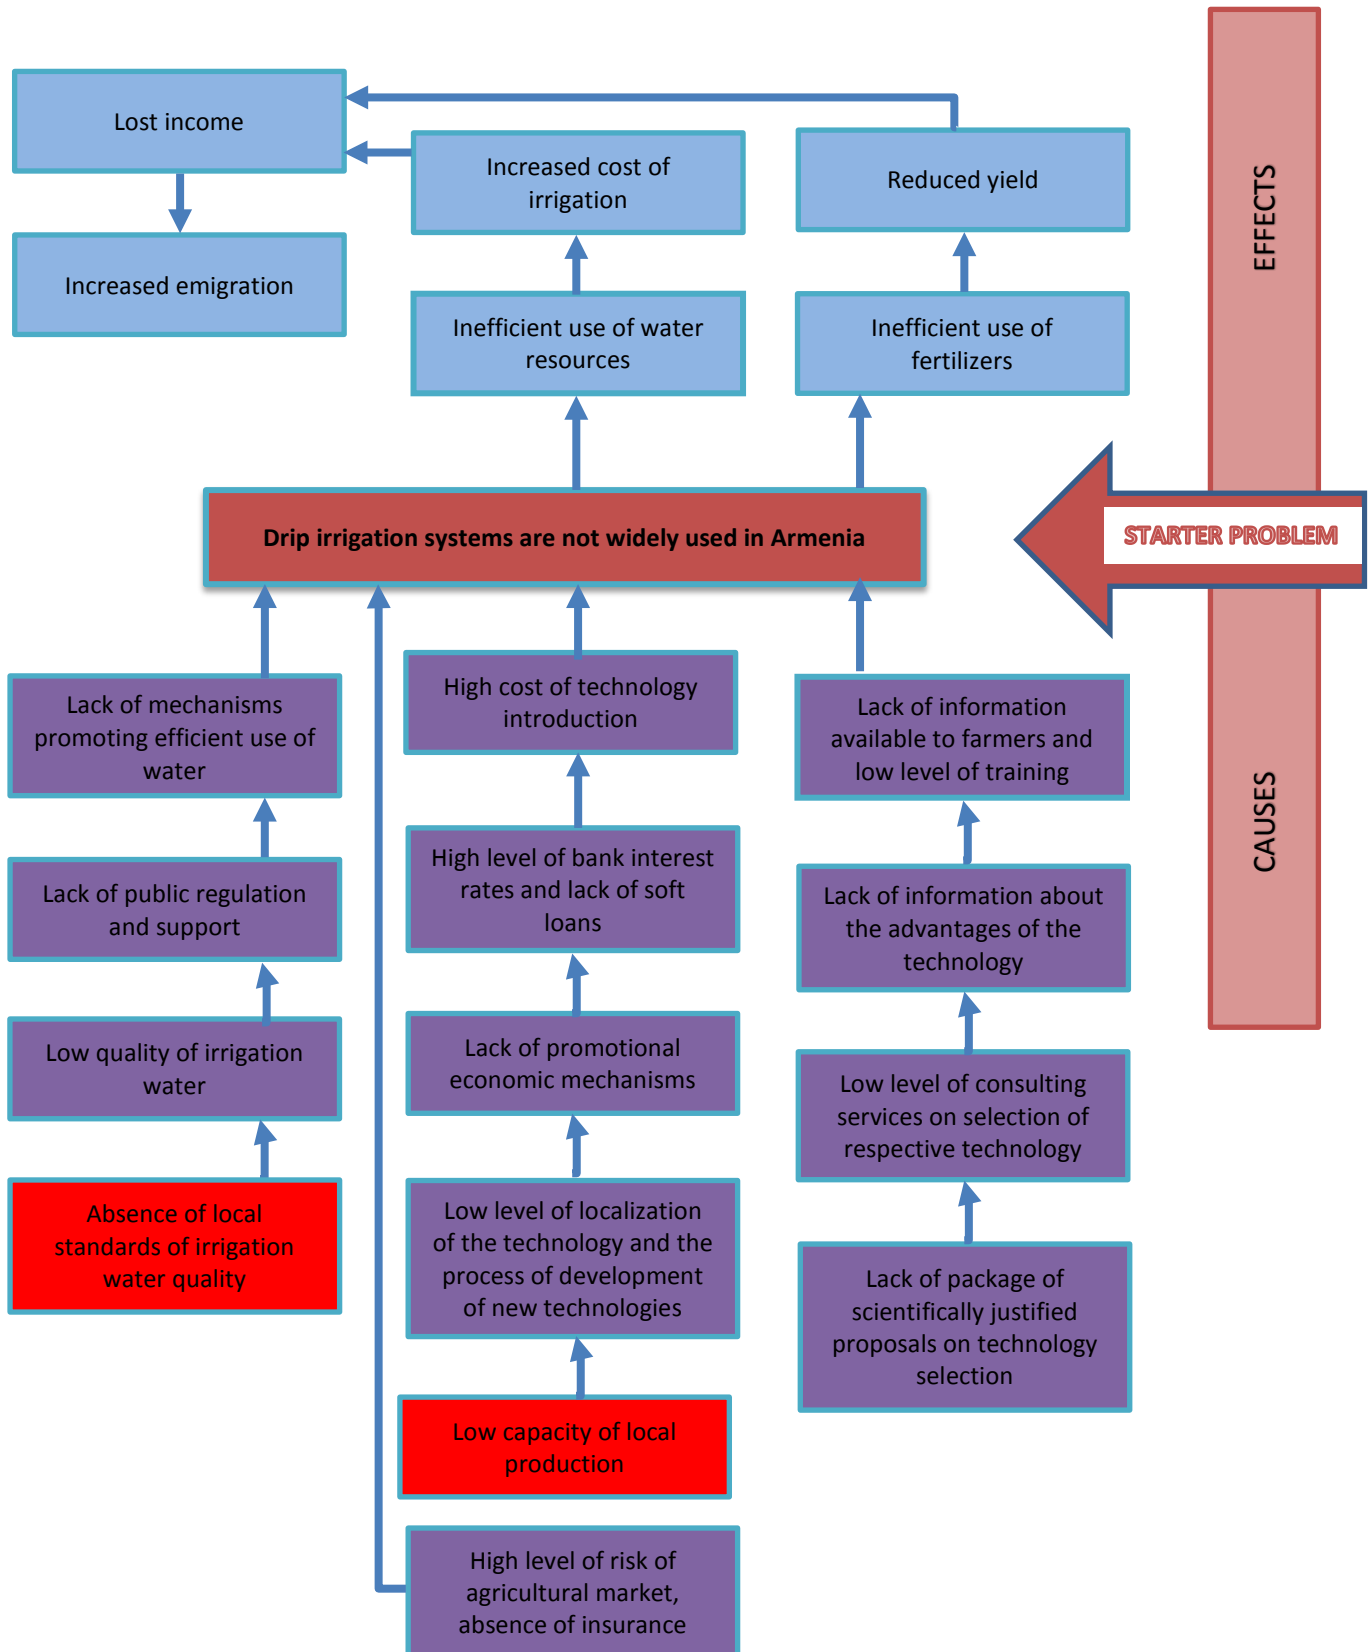 Lost income
Increased cost of
irrigation
Reduced yield
EFFECTS
Increased emigration
Inefficient use of water
resources
Inefficient use of
fertilizers
Drip irrigation systems are not widely used in Armenia
STARTER PROBLEM
Lack of mechanisms
promoting efficient use of
water
High cost of technology
introduction
Lack of information
available to farmers and
low level of training
CAUSES
Lack of public regulation
and support
High level of bank interest
rates and lack of soft
loans
Lack of information about
the advantages of the
technology
Low quality of irrigation
water
Lack of promotional
economic mechanisms
Low level of consulting
services on selection of
respective technology
Absence of local
standards of irrigation
water quality
Low level of localization
of the technology and the
process of development
of new technologies
Lack of package of
scientifically justified
proposals on technology
selection
Low capacity of local
production
High level of risk of
agricultural market,
absence of insurance